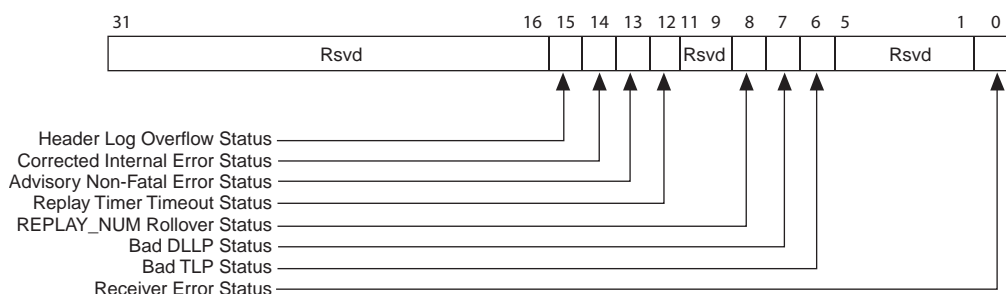 31 16 15 14 13 12 11 9 8 7 6 5 1 0
Rsvd Rsvd Rsvd
Header Log Overflow Status
Corrected Internal Error Status
Advisory Non-Fatal Error Status
Replay Timer Timeout Status
REPLAY_NUM Rollover Status
Bad DLLP Status
Bad TLP Status
Receiver Error Status